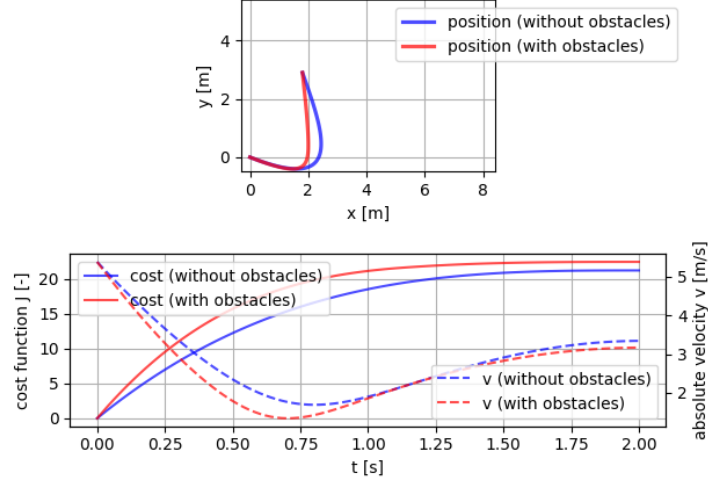 position (without obstacles)
position (with obstacles)
y [m]
4
2
0
0 2 4 6 8
x [m]
cost function J [-]
20
15
10
5
0
cost (without obstacles)
cost (with obstacles)
v (without obstacles)
v (with obstacles)
5
4
3
2
absolute velocity v [m/s]
0.00 0.25 0.50 0.75 1.00 1.25 1.50 1.75 2.00
t [s]